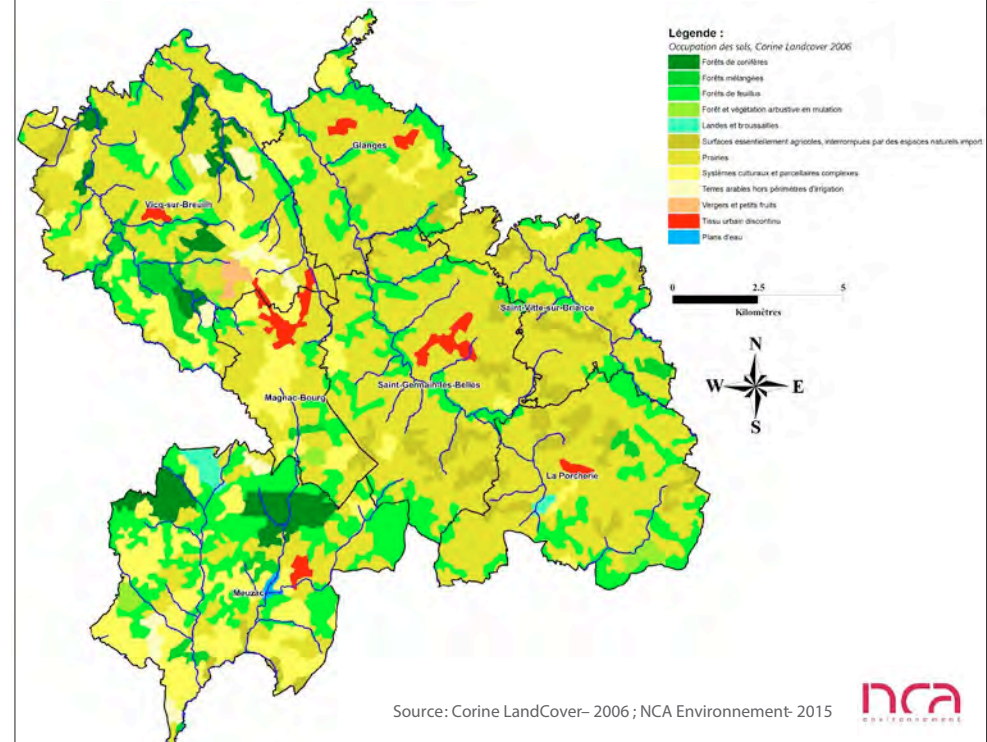 Légende :
Occupation des sols, Corine Landcover 2006
Forêts de conifères
Forêts mélangées
Forêts de feuillus
Forêt et végétation arbustive en mutation
Landes et broussailles
Surfaces essentiellement agricoles, interrompues par des espaces naturels import
Prairies
Systèmes culturaux et parcellaires complexes
Terres arables hors périmètres d'irrigation
Vergers et petits fruits
Tissu urbain discontinu
Plans d'eau
0 2.5 5
Kilomètres
N
W E
S
Glanges
Vicq-sur-Breuilh
Saint-Vitte-sur-Briance
Saint-Germain-les-Belles
Magnac-Bourg
La Porcherie
Meuzac
Source: Corine LandCover– 2006 ; NCA Environnement- 2015
nca
environnement